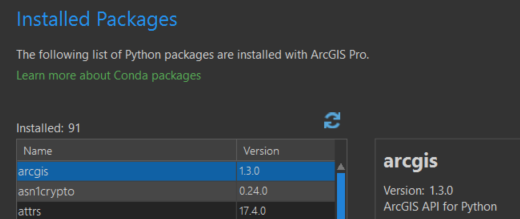 Installed Packages
The following list of Python packages are installed with ArcGIS Pro.
Learn more about Conda packages
Installed: 91
Name Version
arcgis 1.3.0
asn1crypto 0.24.0
attrs 17.4.0
arcgis
Version: 1.3.0
ArcGIS API for Python